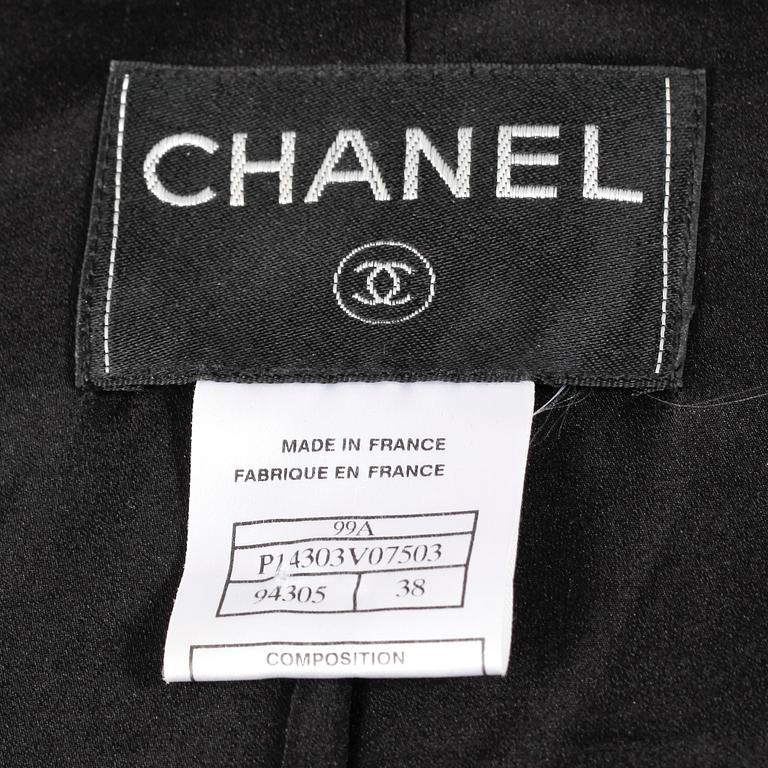 CHANEL
MADE IN FRANCE
FABRIQUE EN FRANCE
99A
P14303V07503
94305 38
COMPOSITION